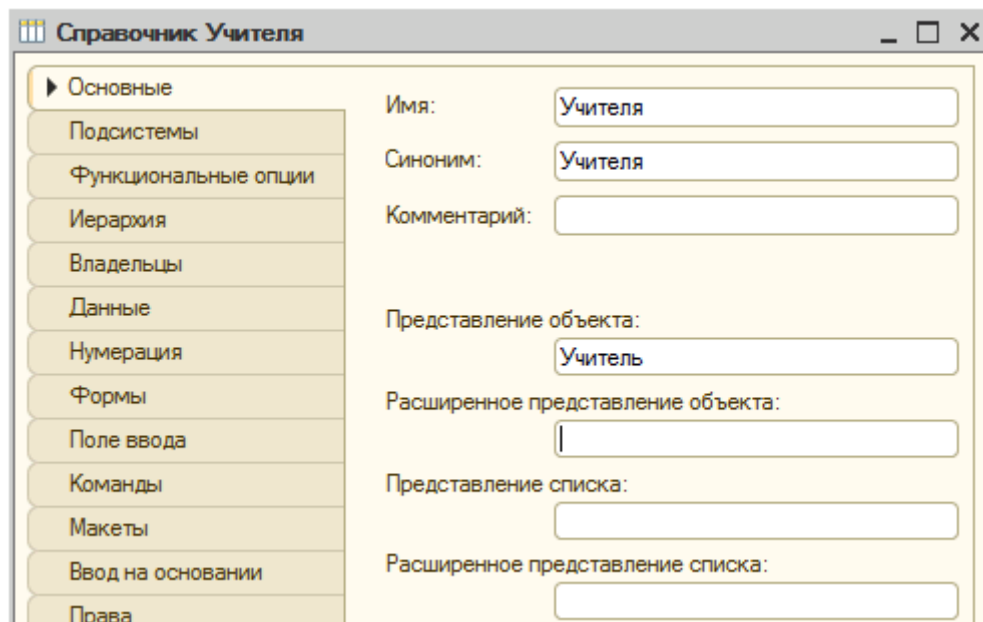 Справочник Учителя
Основные
Подсистемы
Функциональные опции
Иерархия
Владельцы
Данные
Нумерация
Формы
Поле ввода
Команды
Макеты
Ввод на основании
Права
Имя: Учителя
Синоним: Учителя
Комментарий:
Представление объекта:
Учитель
Расширенное представление объекта:
Представление списка:
Расширенное представление списка: